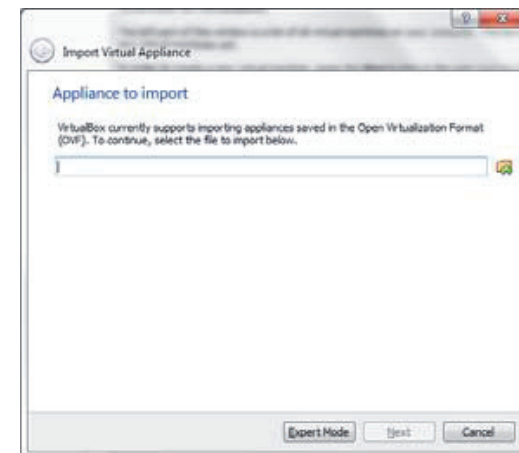 Import Virtual Appliance
Appliance to import
VirtualBox currently supports importing appliances saved in the Open Virtualization Format
(OVF). To continue, select the file to import below.
Expert Mode Next Cancel